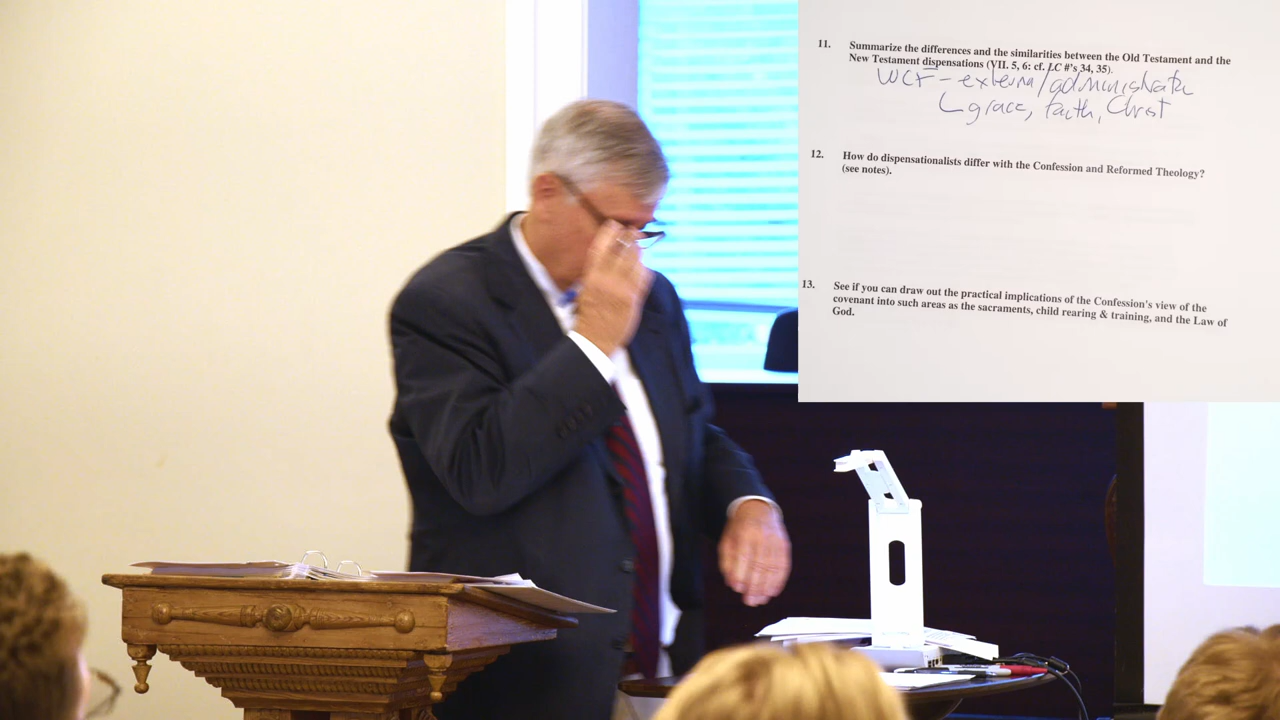 11. Summarize the differences and the similarities between the Old Testament and the
New Testament dispensations (VII. 5, 6: cf. LC #'s 34, 35).
WCF - external/administrative
grace, faith, Christ
12. How do dispensationalists differ with the Confession and Reformed Theology?
(see notes).
13. See if you can draw out the practical implications of the Confession's view of the
covenant into such areas as the sacraments, child rearing & training, and the Law of
God.